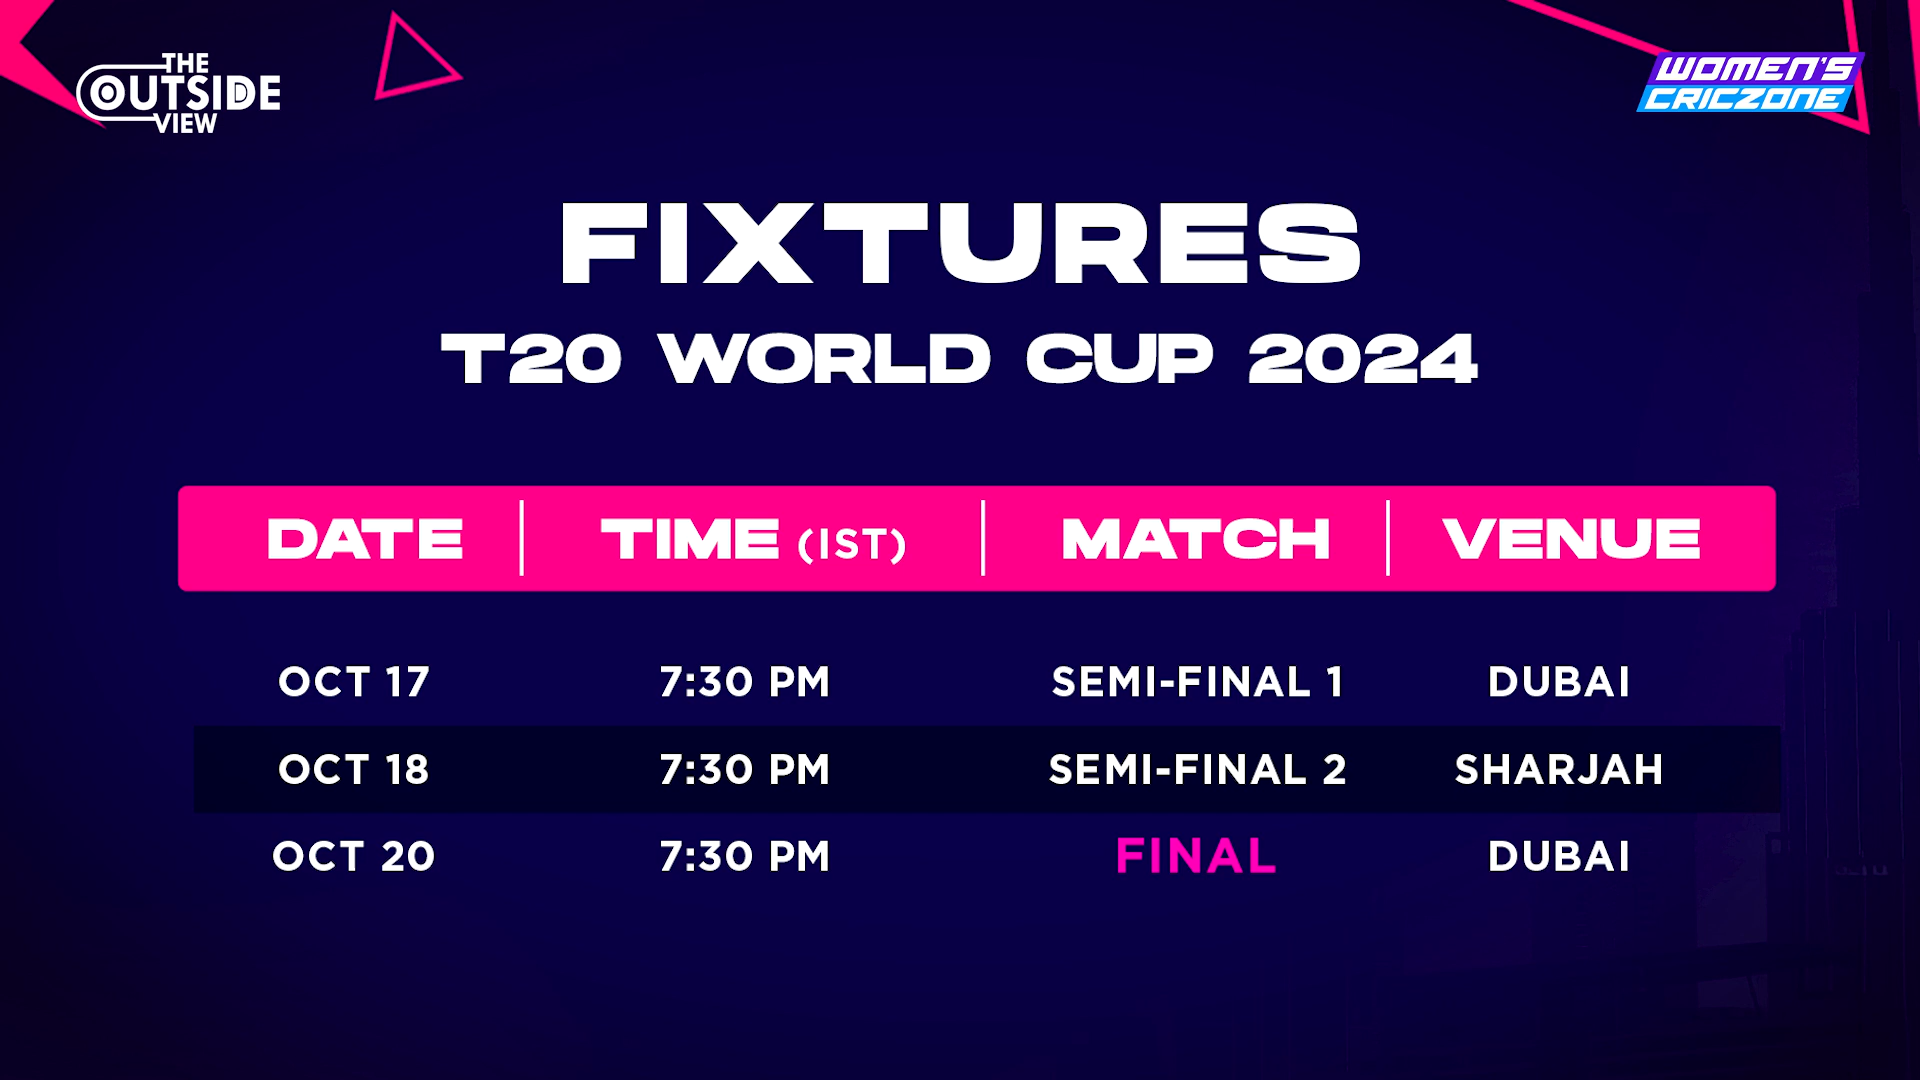 THE
OUTSIDE
VIEW
WOMEN'S
CRICZONE
FIXTURES
T20 WORLD CUP 2024
DATE TIME (IST) MATCH VENUE
OCT 17 7:30 PM SEMI-FINAL 1 DUBAI
OCT 18 7:30 PM SEMI-FINAL 2 SHARJAH
OCT 20 7:30 PM FINAL DUBAI